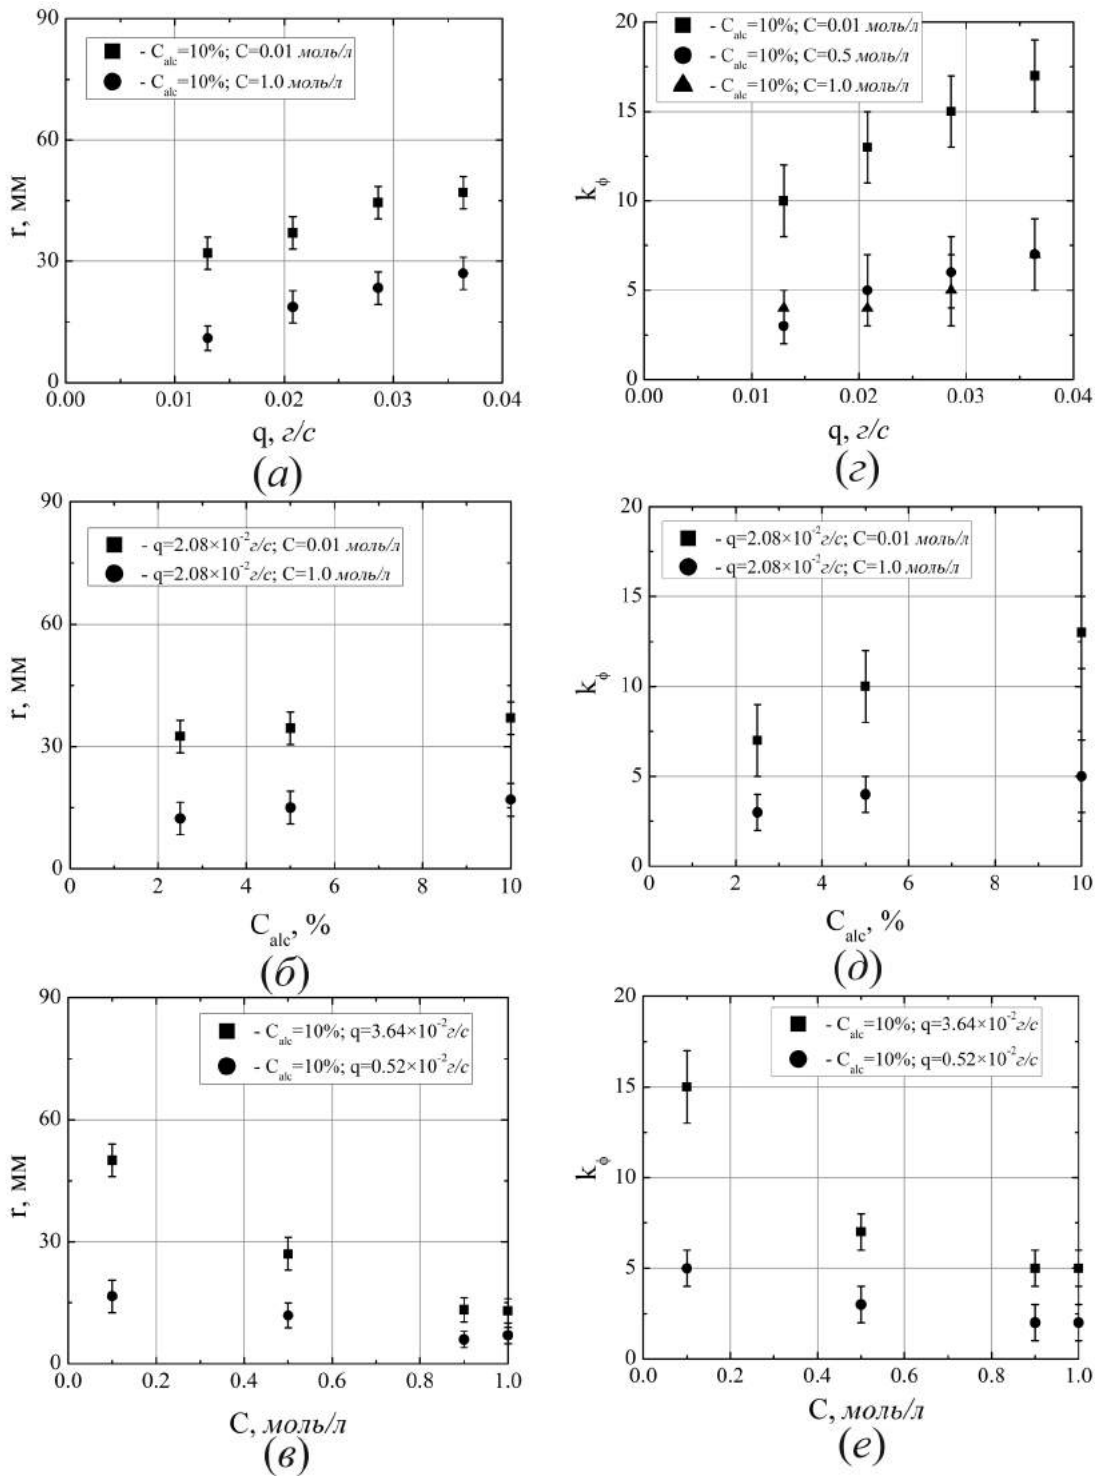 90
60
30
0
r, мм
- C_alc=10%; C=0.01 моль/л
- C_alc=10%; C=1.0 моль/л
0.00 0.01 0.02 0.03 0.04
q, г/с
(а)
20
15
10
5
0
k_ф
- C_alc=10%; C=0.01 моль/л
- C_alc=10%; C=0.5 моль/л
- C_alc=10%; C=1.0 моль/л
0.00 0.01 0.02 0.03 0.04
q, г/с
(г)
90
60
30
0
r, мм
- q=2.08×10⁻² г/с; C=0.01 моль/л
- q=2.08×10⁻² г/с; C=1.0 моль/л
0 2 4 6 8 10
C_alc, %
(б)
20
15
10
5
0
k_ф
- q=2.08×10⁻² г/с; C=0.01 моль/л
- q=2.08×10⁻² г/с; C=1.0 моль/л
0 2 4 6 8 10
C_alc, %
(д)
90
60
30
0
r, мм
- C_alc=10%; q=3.64×10⁻² г/с
- C_alc=10%; q=0.52×10⁻² г/с
0.0 0.2 0.4 0.6 0.8 1.0
C, моль/л
(в)
20
15
10
5
0
k_ф
- C_alc=10%; q=3.64×10⁻² г/с
- C_alc=10%; q=0.52×10⁻² г/с
0.0 0.2 0.4 0.6 0.8 1.0
C, моль/л
(е)